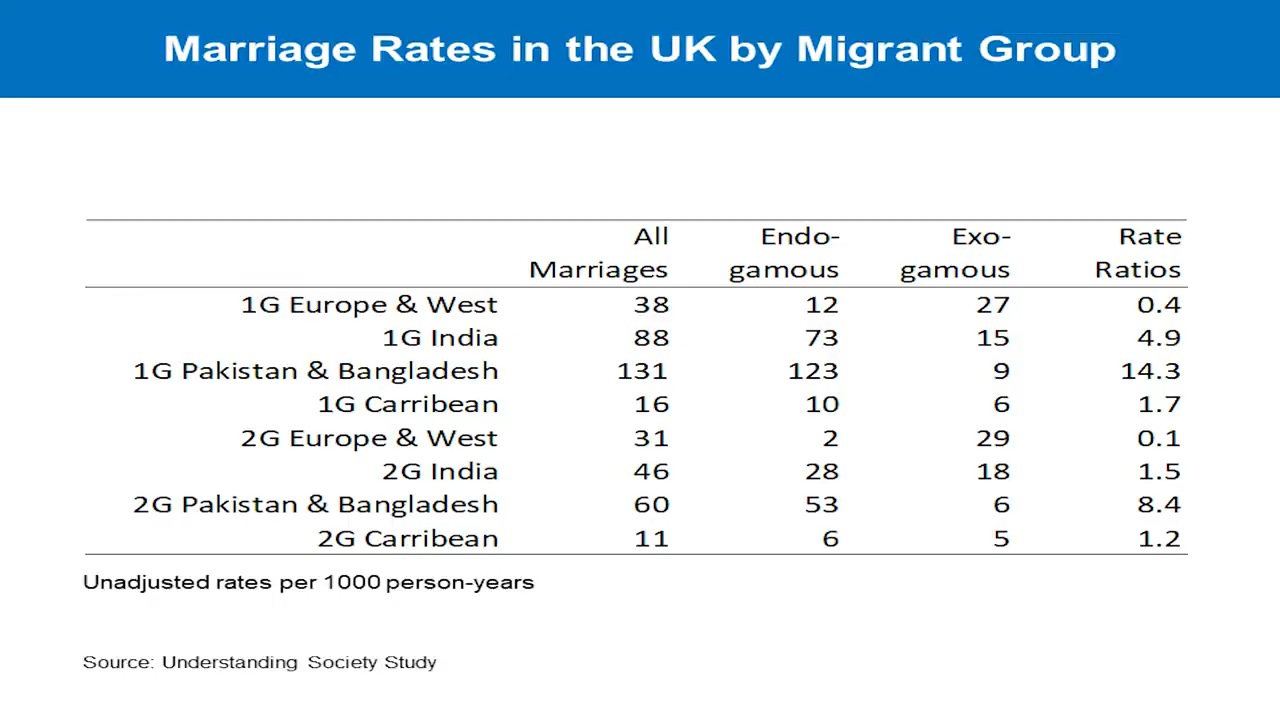 Marriage Rates in the UK by Migrant Group
All Endo- Exo- Rate
Marriages gamous gamous Ratios
1G Europe & West 38 12 27 0.4
1G India 88 73 15 4.9
1G Pakistan & Bangladesh 131 123 9 14.3
1G Carribean 16 10 6 1.7
2G Europe & West 31 2 29 0.1
2G India 46 28 18 1.5
2G Pakistan & Bangladesh 60 53 6 8.4
2G Carribean 11 6 5 1.2
Unadjusted rates per 1000 person-years
Source: Understanding Society Study